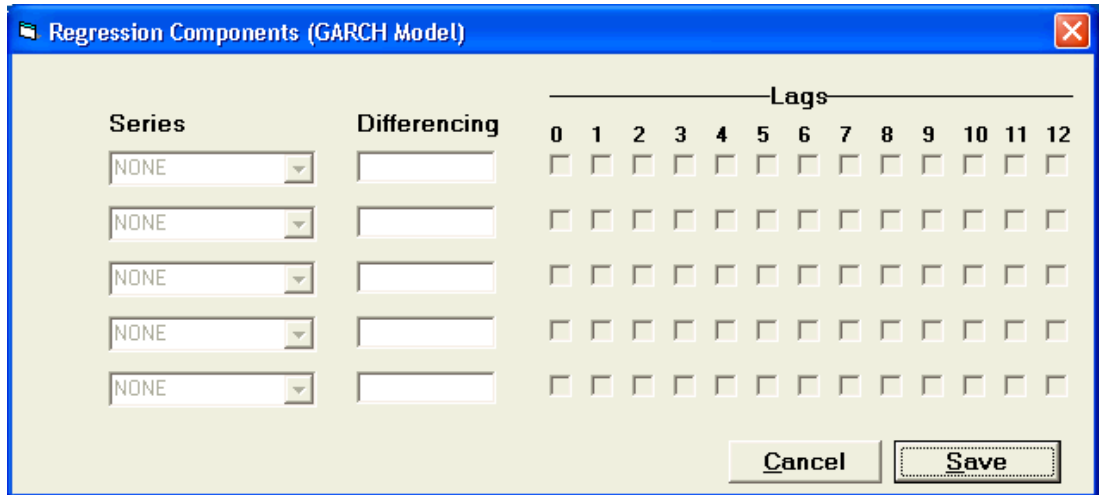 Regression Components (GARCH Model)
Lags
Series Differencing 0 1 2 3 4 5 6 7 8 9 10 11 12
NONE
NONE
NONE
NONE
NONE
Cancel Save